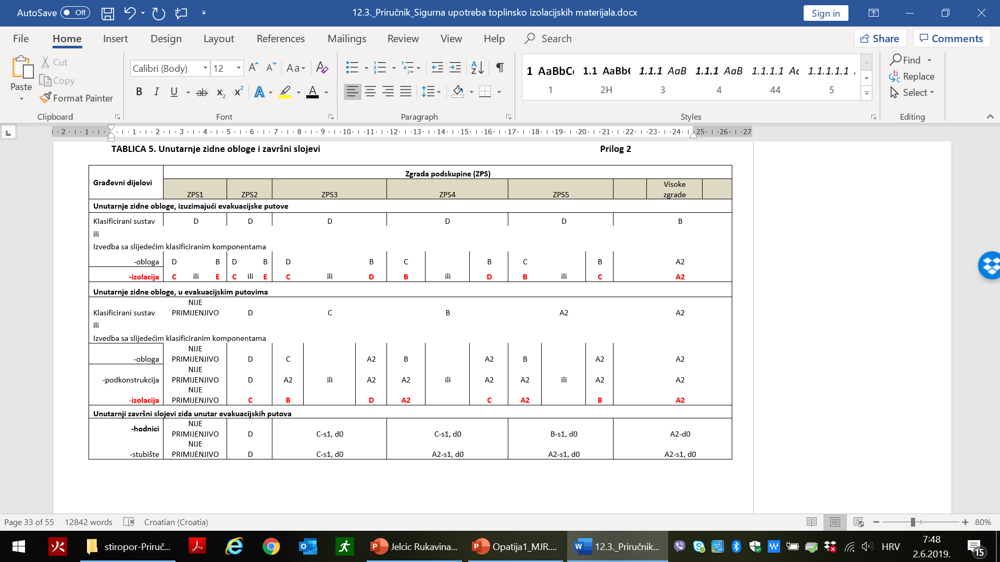 AutoSave Off 12.3._Priručnik_Sigurna upotreba toplinsko izolacijskih materijala.docx Sign in
File Home Insert Design Layout References Mailings Review View Help Search Share Comments
Paste Cut Copy Format Painter
Clipboard
Calibri (Body) 12
Font
Paragraph
1 AaBbCc 1.1 AaBbC 1.1.1 AaB 1.1.1 AaB 1.1.1.1 Aa 1.1.1.1.1
1 2H 3 4 44 5
Styles
Find
Replace
Select
Editing
2 1 1 2 3 4 5 6 7 8 9 10 11 12 13 14 15 16 17 18 19 20 21 22 23 24 25 26 27
TABLICA 5. Unutarnje zidne obloge i završni slojevi Prilog 2
Građevni dijelovi Zgrada podskupine (ZPS)
ZPS1 ZPS2 ZPS3 ZPS4 ZPS5 Visoke zgrade
Unutarnje zidne obloge, izuzimajući evakuacijske putove
Klasificirani sustav D D D D D B
ili
Izvedba sa slijedećim klasificiranim komponentama
-obloga D B D B D B C B C B A2
-izolacija C ili E C ili E C ili D B ili D B ili C A2
Unutarnje zidne obloge, u evakuacijskim putovima
Klasificirani sustav NIJE PRIMIJENJIVO D C B A2 A2
ili
Izvedba sa slijedećim klasificiranim komponentama
-obloga NIJE PRIMIJENJIVO D C A2 B A2 B A2 A2
-podkonstrukcija NIJE PRIMIJENJIVO D A2 ili A2 A2 ili A2 A2 ili A2 A2
-izolacija NIJE PRIMIJENJIVO C B D A2 C A2 B A2
Unutarnji završni slojevi zida unutar evakuacijskih putova
-hodnici NIJE PRIMIJENJIVO D C-s1, d0 C-s1, d0 B-s1, d0 A2-d0
-stubište NIJE PRIMIJENJIVO D C-s1, d0 A2-s1, d0 A2-s1, d0 A2-s1, d0
Page 33 of 55 12842 words Croatian (Croatia) 80%
stiropor-Priruč... Jelcic Rukavina... Opatija1_MJR.... 12.3._Priručnik... HRV 7:48
2.6.2019. 15